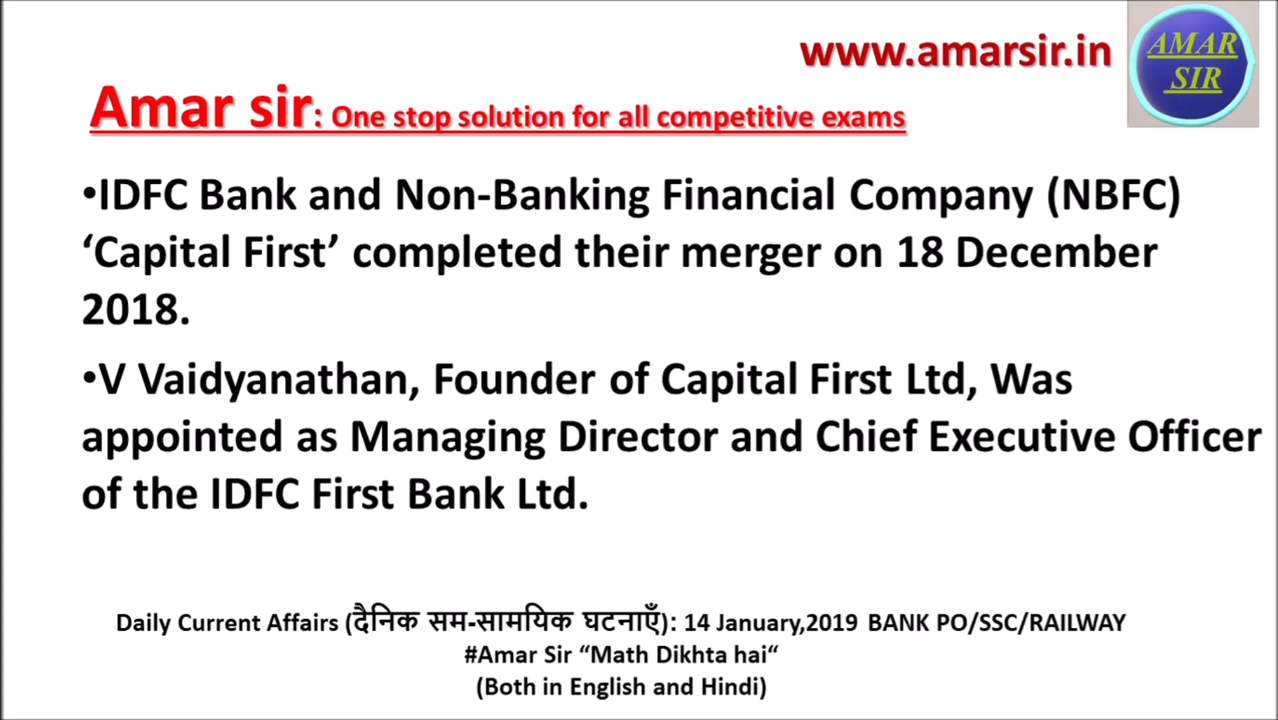 www.amarsir.in
AMAR
SIR
Amar sir: One stop solution for all competitive exams
•IDFC Bank and Non-Banking Financial Company (NBFC)
‘Capital First’ completed their merger on 18 December
2018.
•V Vaidyanathan, Founder of Capital First Ltd, Was
appointed as Managing Director and Chief Executive Officer
of the IDFC First Bank Ltd.
Daily Current Affairs (दैनिक सम-सामयिक घटनाएँ): 14 January,2019 BANK PO/SSC/RAILWAY
#Amar Sir “Math Dikhta hai“
(Both in English and Hindi)